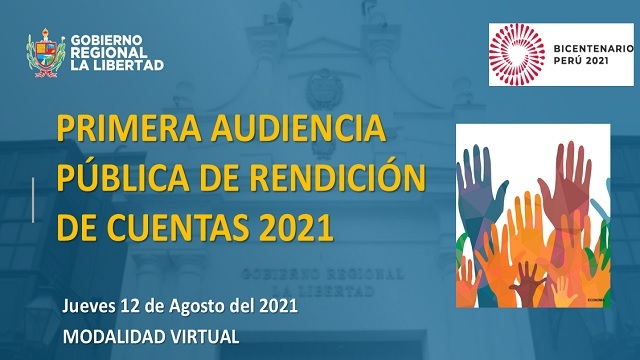 GOBIERNO
REGIONAL
LA LIBERTAD
BICENTENARIO
PERÚ 2021
PRIMERA AUDIENCIA
PÚBLICA DE RENDICIÓN
DE CUENTAS 2021
GOBIERNO REGIONAL
LA LIBERTAD
Jueves 12 de Agosto del 2021
MODALIDAD VIRTUAL